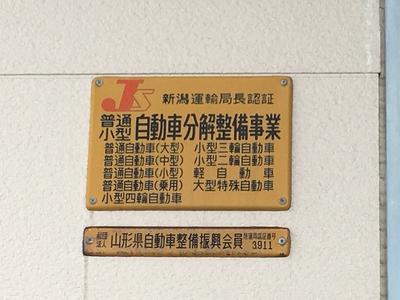 JS 新潟運輸局長認証
普通
小型 自動車分解整備事業
普通自動車(大型) 小型三輪自動車
普通自動車(中型) 小型二輪自動車
普通自動車(小型) 軽自動車
普通自動車(乗用) 大型特殊自動車
小型四輪自動車
社団法人 山形県自動車整備振興会員 3911